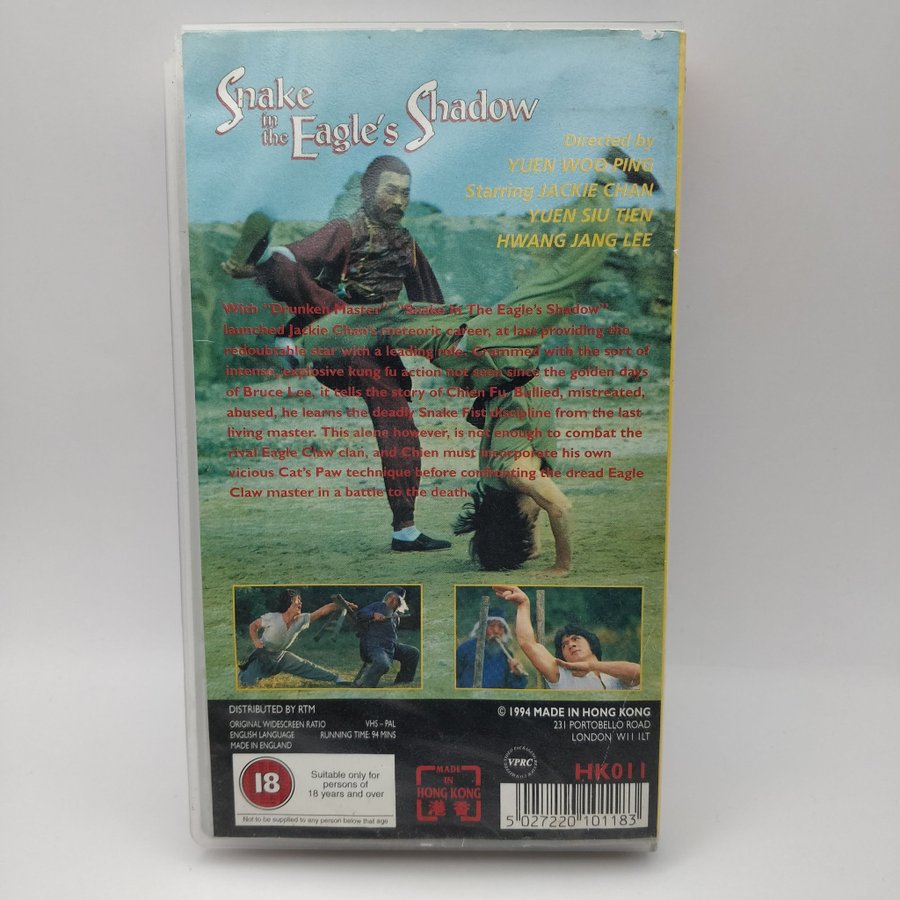 Snake
in
the
Eagle's Shadow
Directed by
YUEN WOO PING
Starring JACKIE CHAN
YUEN SIU TIEN
HWANG JANG LEE
With "Drunken Master", "Snake In The Eagle's Shadow"
launched Jackie Chan's meteoric career, at last providing the
redoubtable star with a leading role. Crammed with the sort of
intense, explosive kung fu action not seen since the golden days
of Bruce Lee, it tells the story of Chien Fu. Bullied, mistreated,
abused, he learns the deadly Snake Fist discipline from the last
living master. This alone however, is not enough to combat the
rival Eagle Claw clan, and Chien must incorporate his own
vicious Cat's Paw technique before confronting the dread Eagle
Claw master in a battle to the death.
DISTRIBUTED BY RTM
ORIGINAL WIDESCREEN RATIO VHS – PAL
ENGLISH LANGUAGE RUNNING TIME: 94 MINS
MADE IN ENGLAND
© 1994 MADE IN HONG KONG
231 PORTOBELLO ROAD
LONDON W11 1LT
18
Suitable only for
persons of
18 years and over
Not to be supplied to any person below that age
MADE
IN
HONG KONG
港香
VPRC
HK011
5 027220 101183